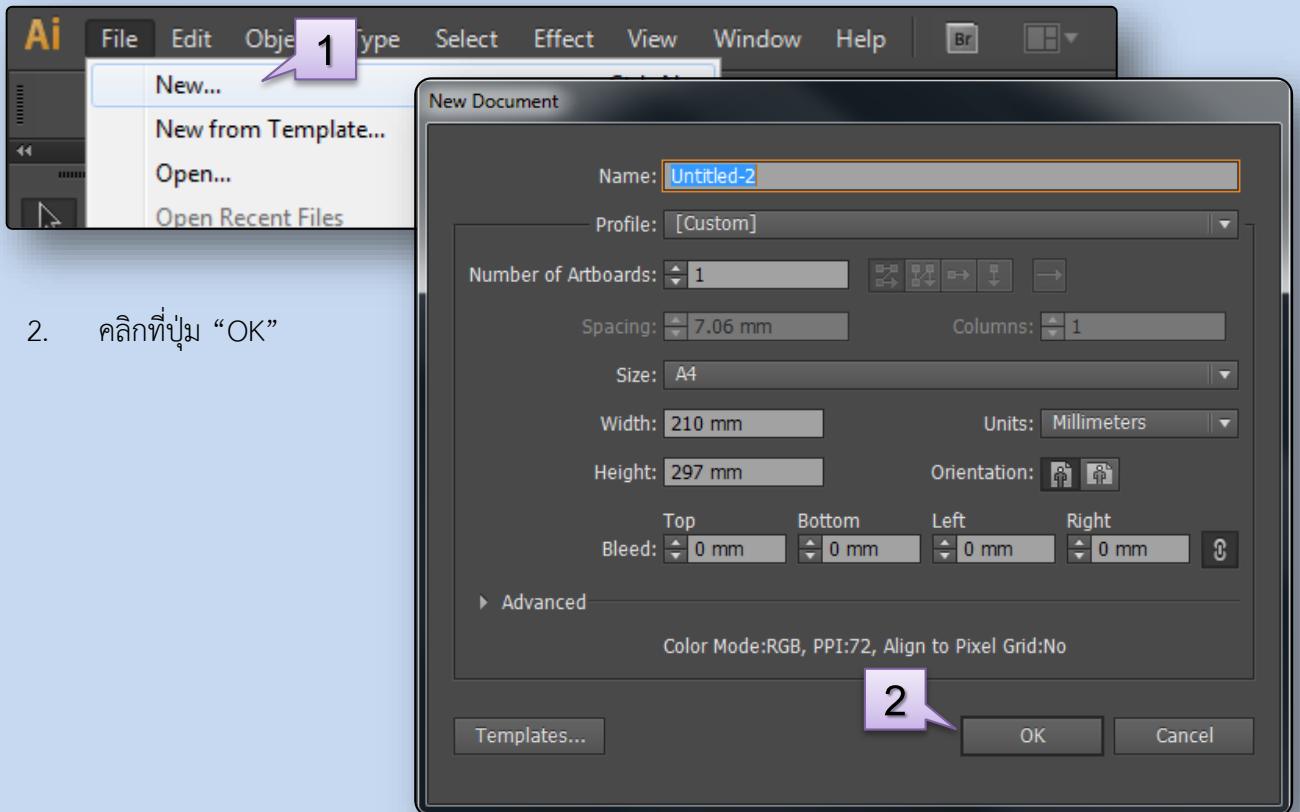 Ai File Edit Type Select Effect View Window Help Br
1
New...
New from Template...
Open...
Open Recent Files
2. คลิกที่ปุ่ม “OK”
New Document
Name: Untitled-2
Profile: [Custom]
Number of Artboards: 1
Spacing: 7.06 mm Columns: 1
Size: A4
Width: 210 mm Units: Millimeters
Height: 297 mm Orientation:
Top Bottom Left Right
Bleed: 0 mm 0 mm 0 mm 0 mm
Advanced
Color Mode:RGB, PPI:72, Align to Pixel Grid:No
2
Templates... OK Cancel